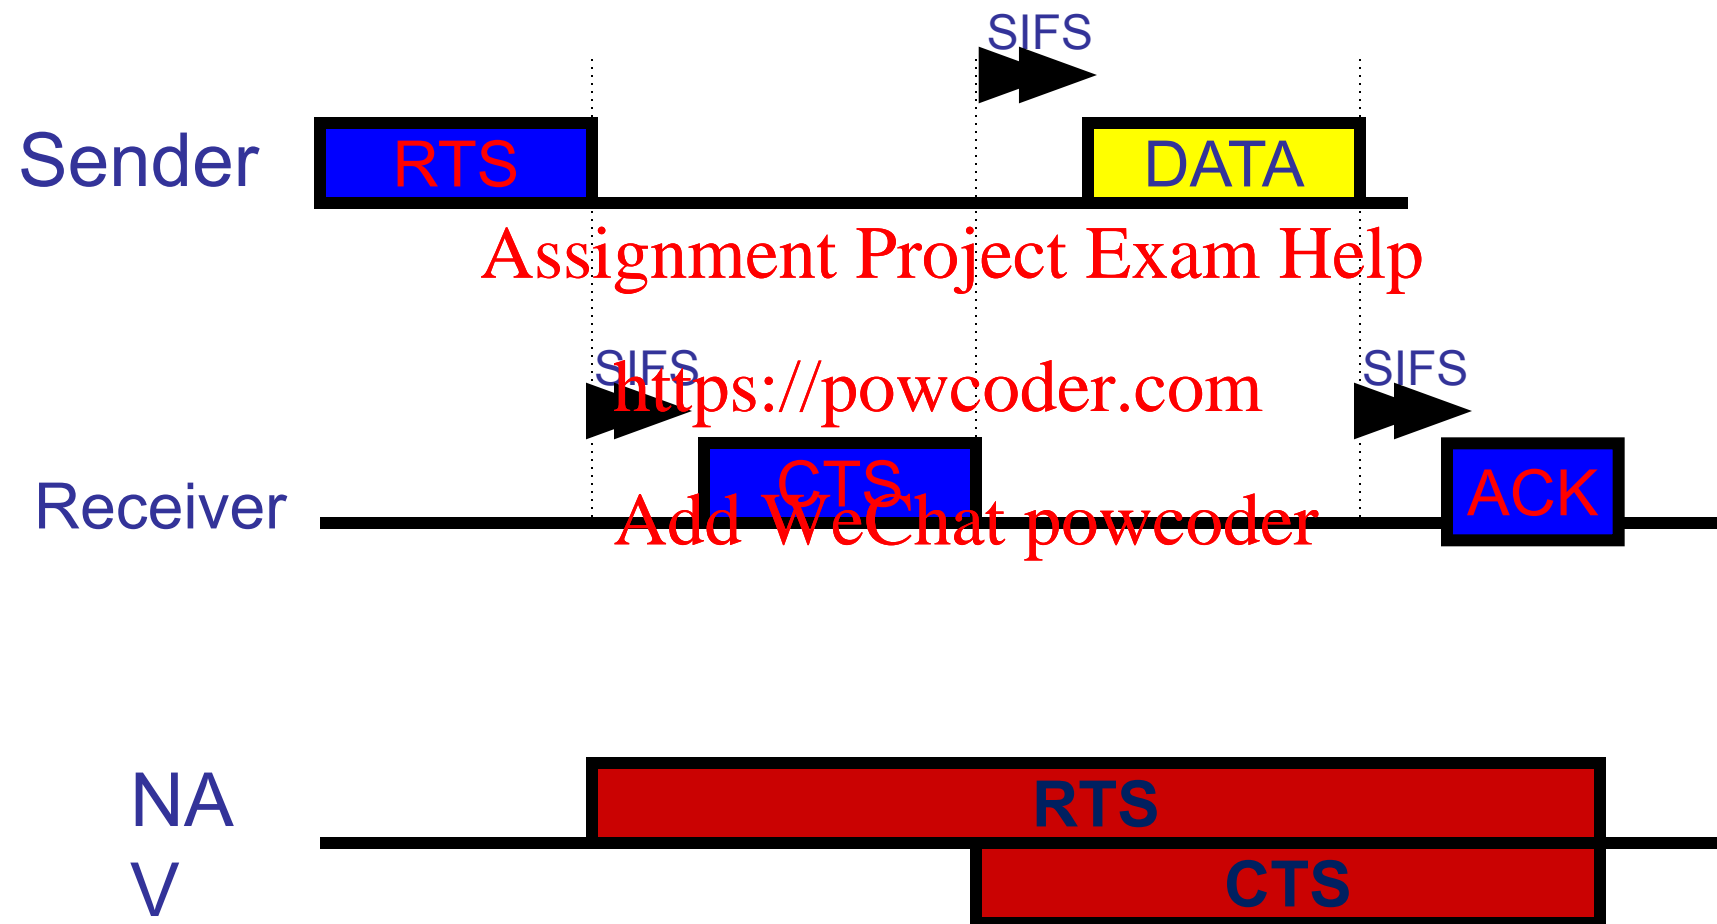 SIFS
Sender RTS DATA
Assignment Project Exam Help
SIFS SIFS
https://powcoder.com
Receiver CTS ACK
Add WeChat powcoder
NA
V
RTS
CTS